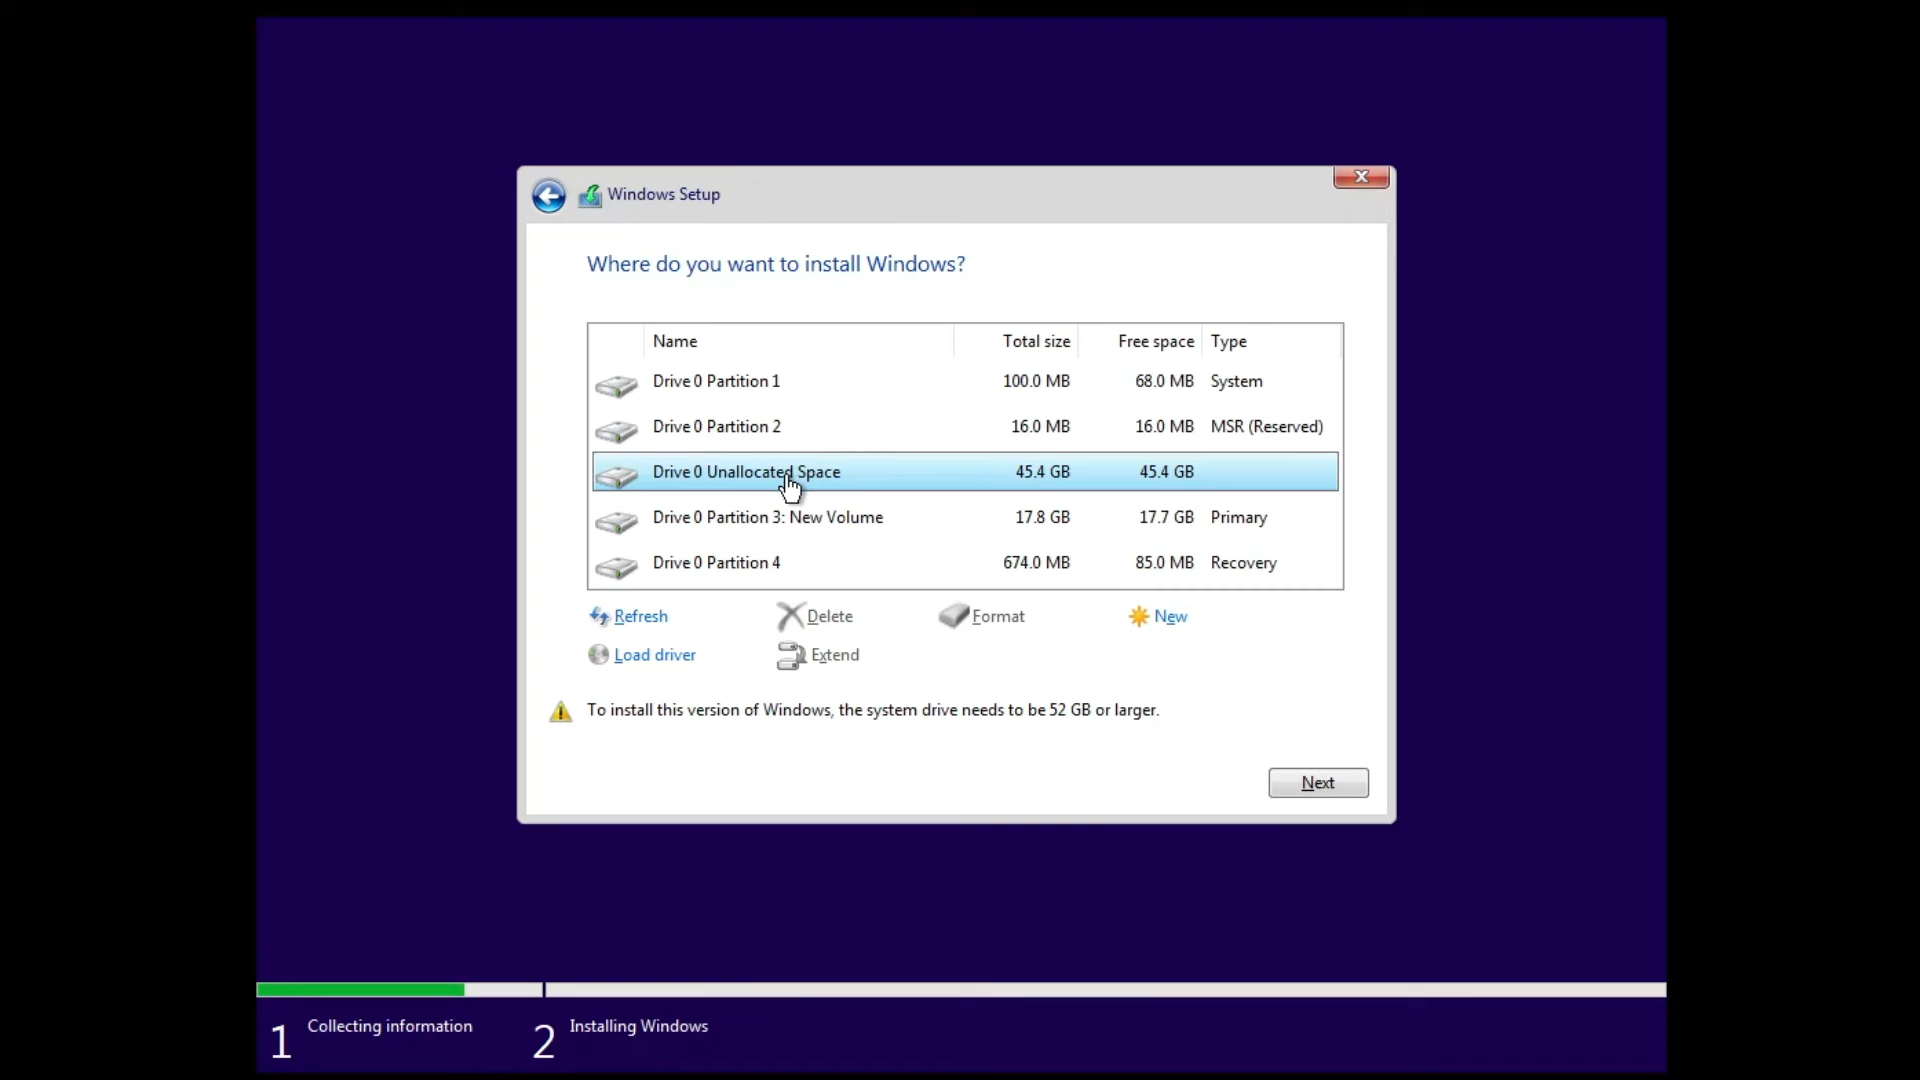 Windows Setup
x
Where do you want to install Windows?
Name Total size Free space Type
Drive 0 Partition 1 100.0 MB 68.0 MB System
Drive 0 Partition 2 16.0 MB 16.0 MB MSR (Reserved)
Drive 0 Unallocated Space 45.4 GB 45.4 GB
Drive 0 Partition 3: New Volume 17.8 GB 17.7 GB Primary
Drive 0 Partition 4 674.0 MB 85.0 MB Recovery
Refresh Delete Format New
Load driver Extend
To install this version of Windows, the system drive needs to be 52 GB or larger.
Next
1 Collecting information 2 Installing Windows